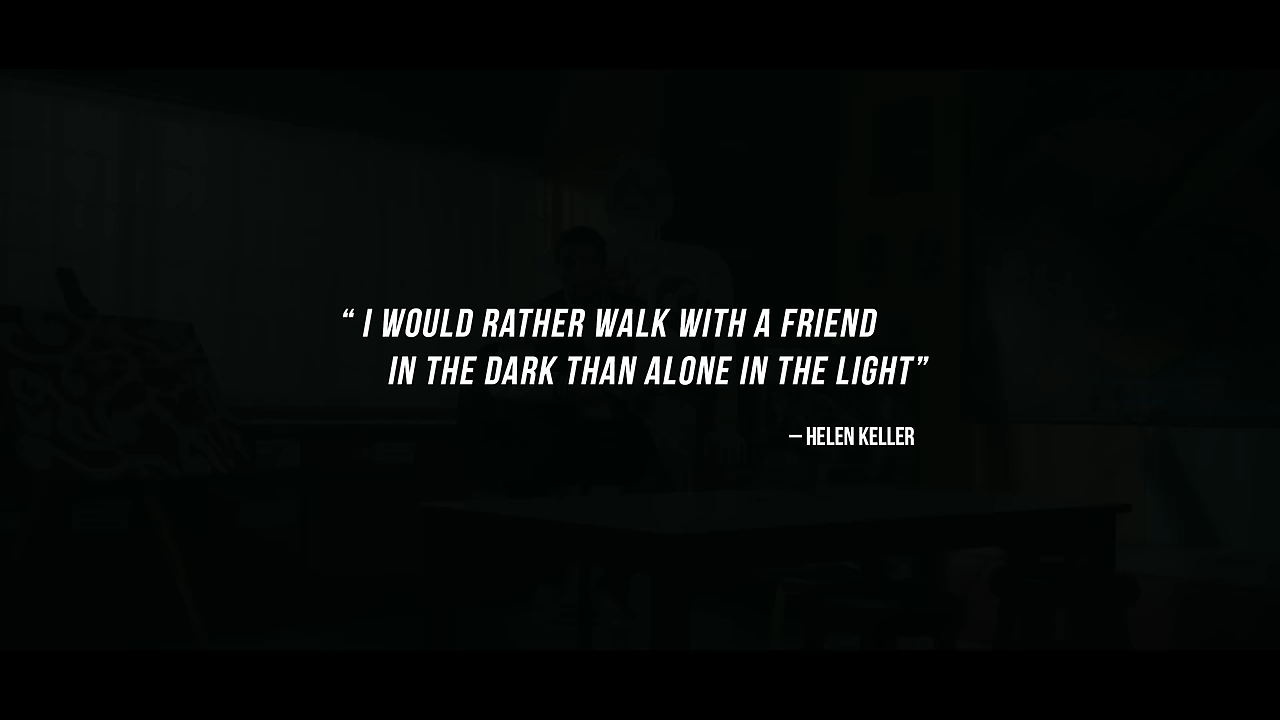 “ I WOULD RATHER WALK WITH A FRIEND
IN THE DARK THAN ALONE IN THE LIGHT”
– HELEN KELLER